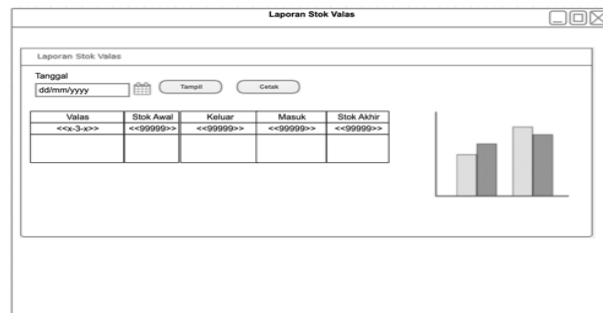 Laporan Stok Valas
Laporan Stok Valas
Tanggal
dd/mm/yyyy Tampil Cetak
Valas Stok Awal Keluar Masuk Stok Akhir
<<x-3-x>> <<99999>> <<99999>> <<99999>> <<99999>>